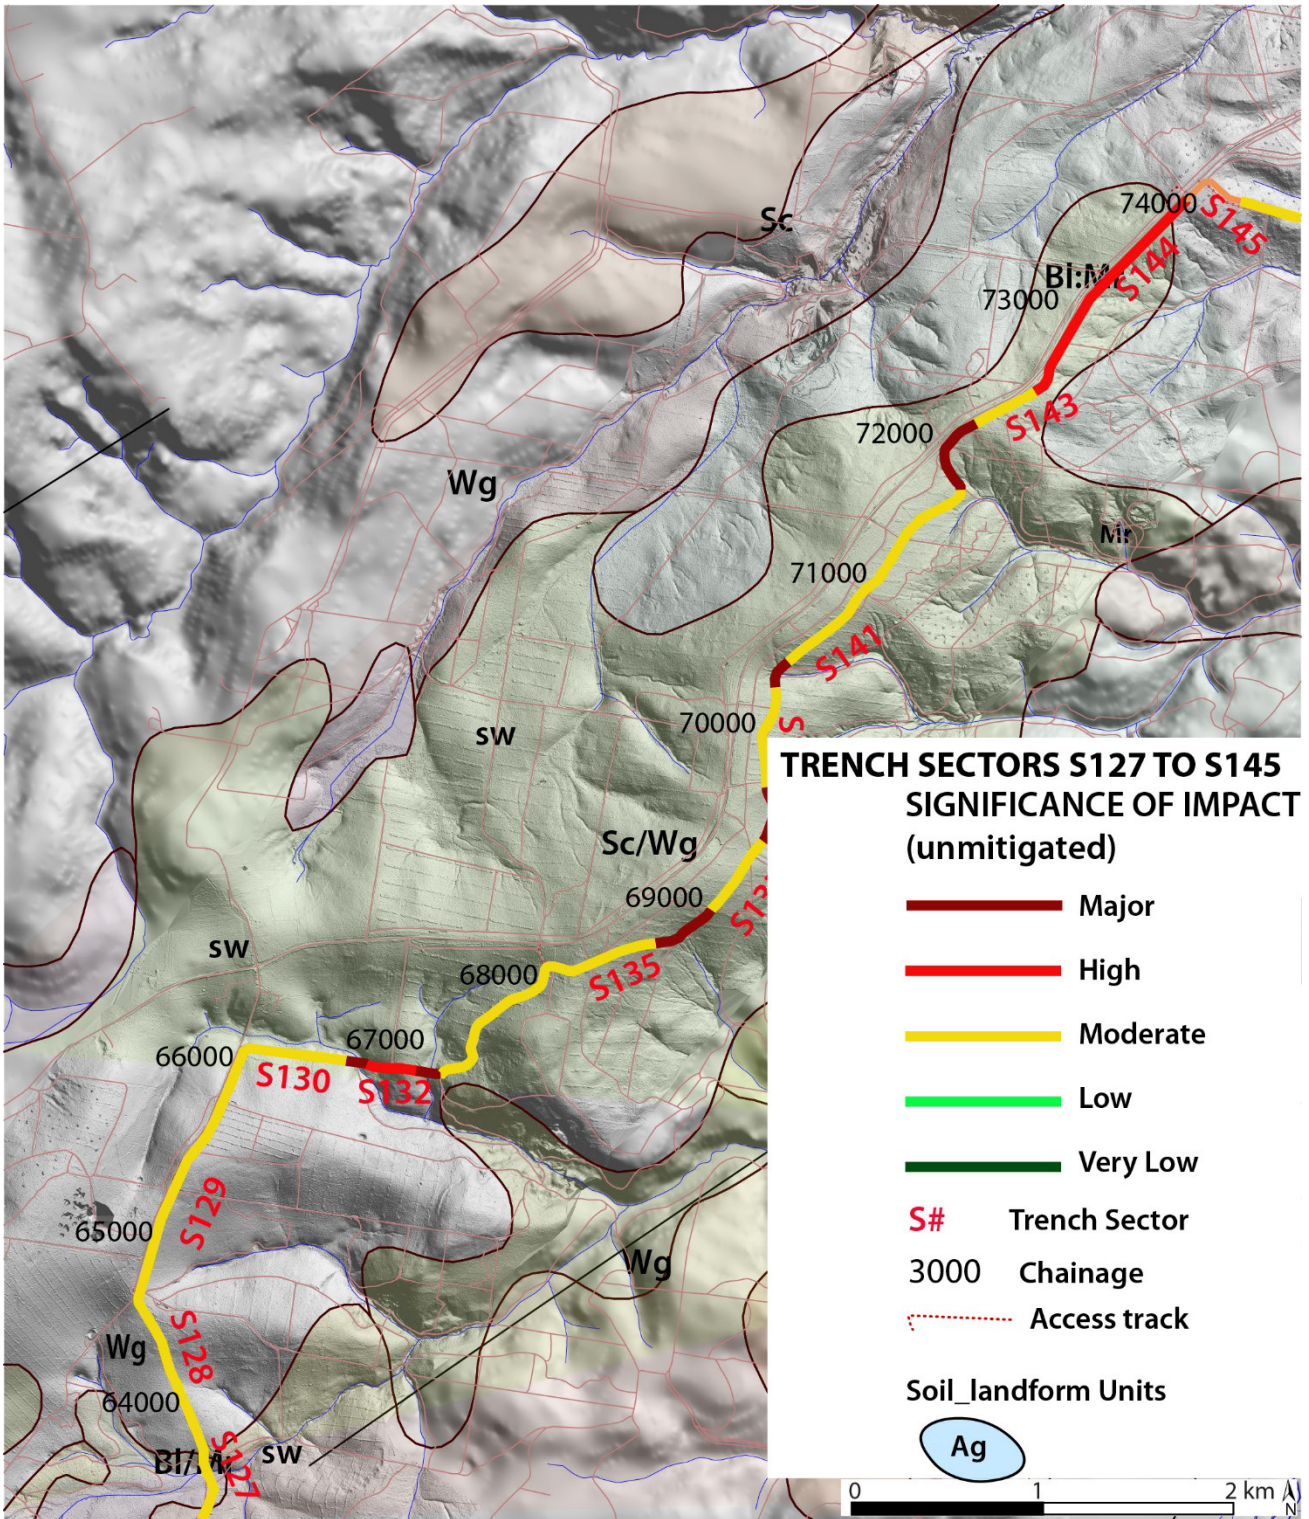 74000
S145
Sc
S144
73000
S143
72000
Wg
Mr
71000
S141
70000
S
sw
Sc/Wg
69000
sw
68000
S135
67000
66000
S130
S132
S129
65000
Wg
S128
Wg
64000
S127
sw
TRENCH SECTORS S127 TO S145
SIGNIFICANCE OF IMPACT
(unmitigated)
Major
High
Moderate
Low
Very Low
S# Trench Sector
3000 Chainage
Access track
Soil_landform Units
Ag
0 1 2 km N